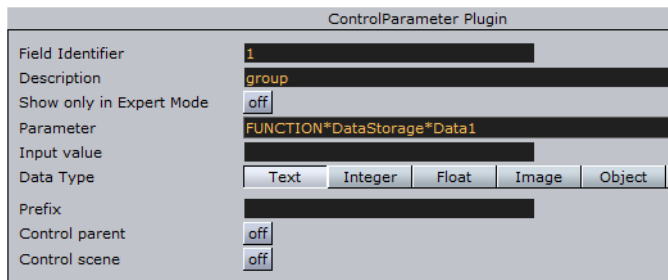 ControlParameter Plugin
Field Identifier 1
Description group
Show only in Expert Mode off
Parameter FUNCTION*DataStorage*Data1
Input value
Data Type Text Integer Float Image Object
Prefix
Control parent off
Control scene off